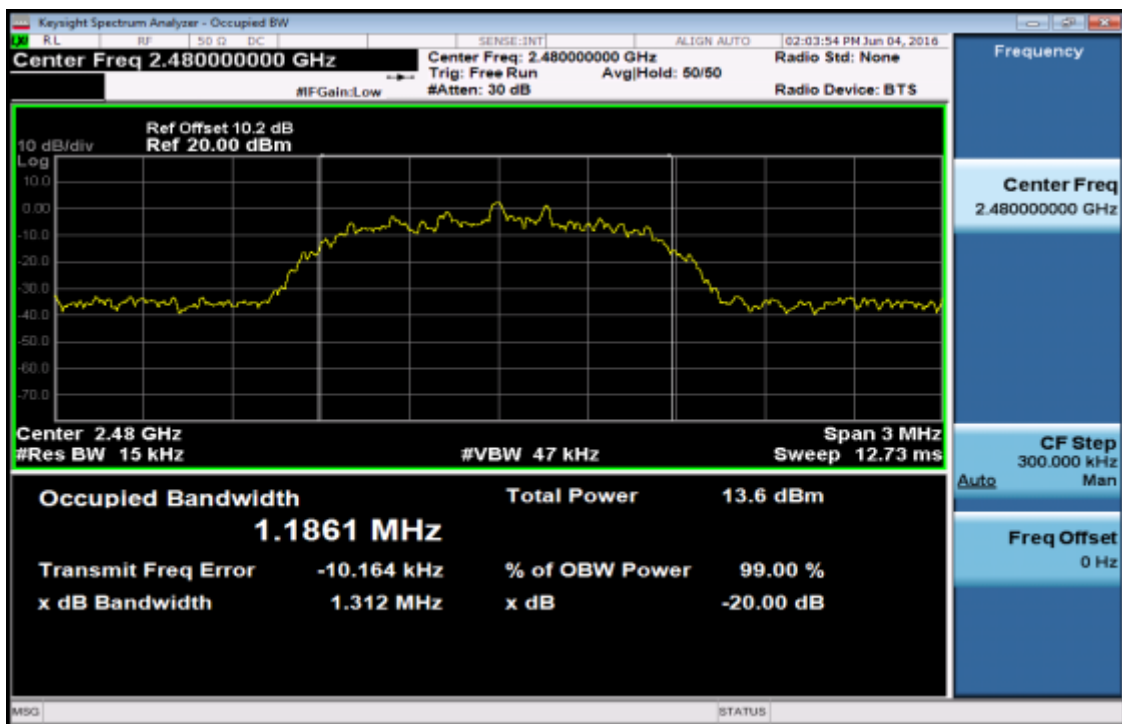 Keysight Spectrum Analyzer - Occupied BW
RL RF 50 Ω DC SENSE:INT ALIGN AUTO 02:03:54 PM Jun 04, 2016
Center Freq 2.480000000 GHz
Center Freq: 2.480000000 GHz
Radio Std: None
Trig: Free Run
Avg|Hold: 50/50
#IFGain:Low
#Atten: 30 dB
Radio Device: BTS
Ref Offset 10.2 dB
10 dB/div Ref 20.00 dBm
Log
10.0
0.00
-10.0
-20.0
-30.0
-40.0
-50.0
-60.0
-70.0
Center 2.48 GHz Span 3 MHz
#Res BW 15 kHz #VBW 47 kHz Sweep 12.73 ms
Occupied Bandwidth Total Power 13.6 dBm
1.1861 MHz
Transmit Freq Error -10.164 kHz % of OBW Power 99.00 %
x dB Bandwidth 1.312 MHz x dB -20.00 dB
MSG STATUS
Frequency
Center Freq
2.480000000 GHz
CF Step
300.000 kHz
Auto Man
Freq Offset
0 Hz